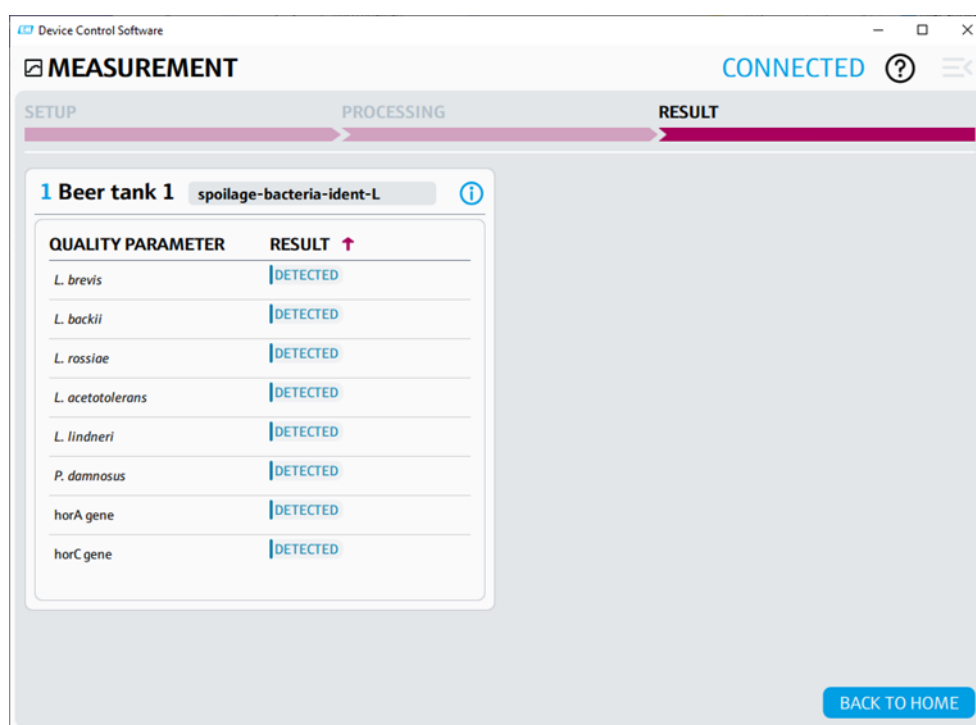 Device Control Software
MEASUREMENT
CONNECTED
?
SETUP
PROCESSING
RESULT
1 Beer tank 1 spoilage-bacteria-ident-L
QUALITY PARAMETER RESULT
L. brevis DETECTED
L. backii DETECTED
L. rossiae DETECTED
L. acetotolerans DETECTED
L. lindneri DETECTED
P. damnosus DETECTED
horA gene DETECTED
horC gene DETECTED
BACK TO HOME